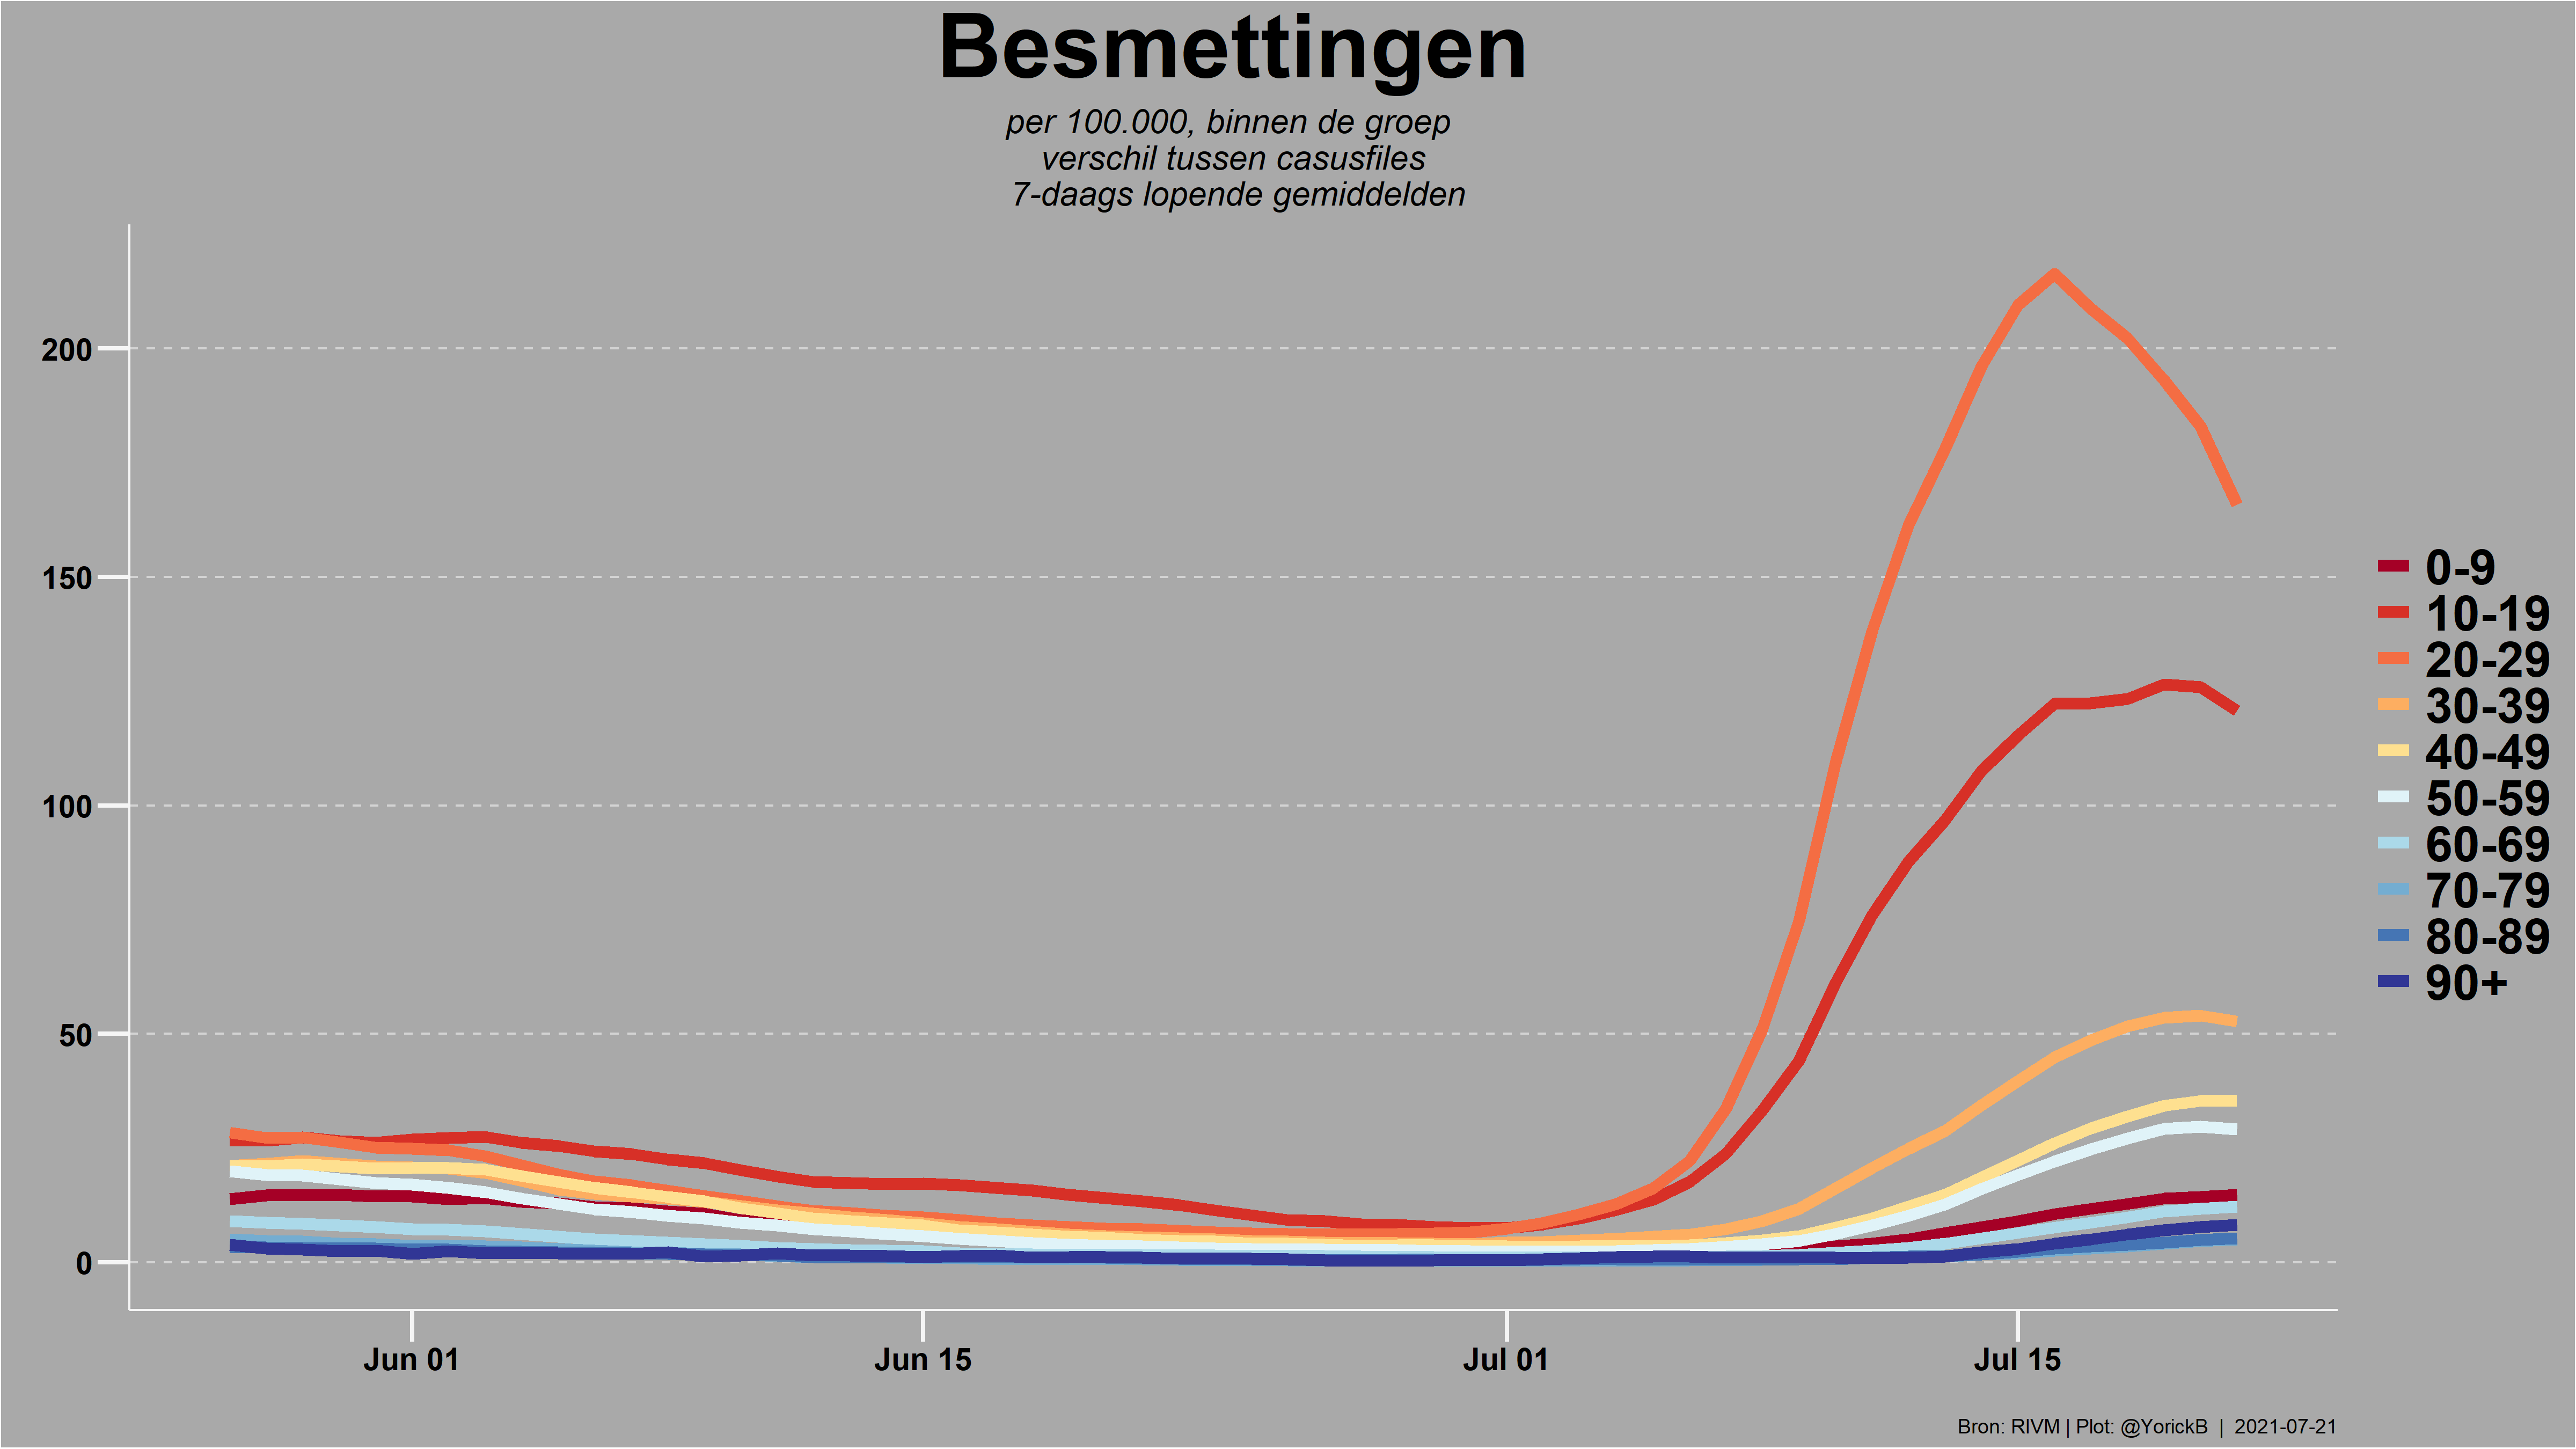 Besmettingen
per 100.000, binnen de groep
verschil tussen casusfiles
7-daags lopende gemiddelden
200
150
100
50
0
Jun 01
Jun 15
Jul 01
Jul 15
0-9
10-19
20-29
30-39
40-49
50-59
60-69
70-79
80-89
90+
Bron: RIVM | Plot: @YorickB | 2021-07-21